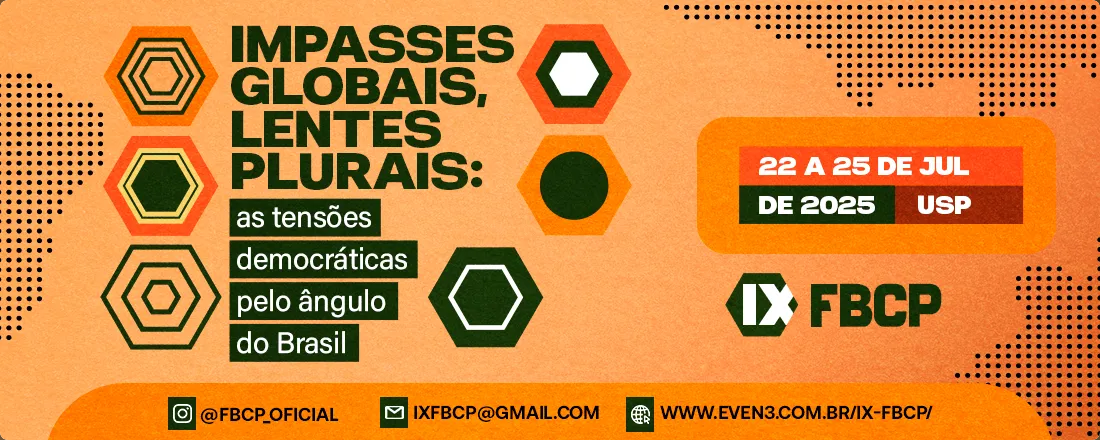 IMPASSES
GLOBAIS,
LENTES
PLURAIS:
as tensões
democráticas
pelo ângulo
do Brasil
22 A 25 DE JUL
DE 2025 USP
IX FBCP
@FBCP_OFICIAL IXFBCP@GMAIL.COM WWW.EVEN3.COM.BR/IX-FBCP/